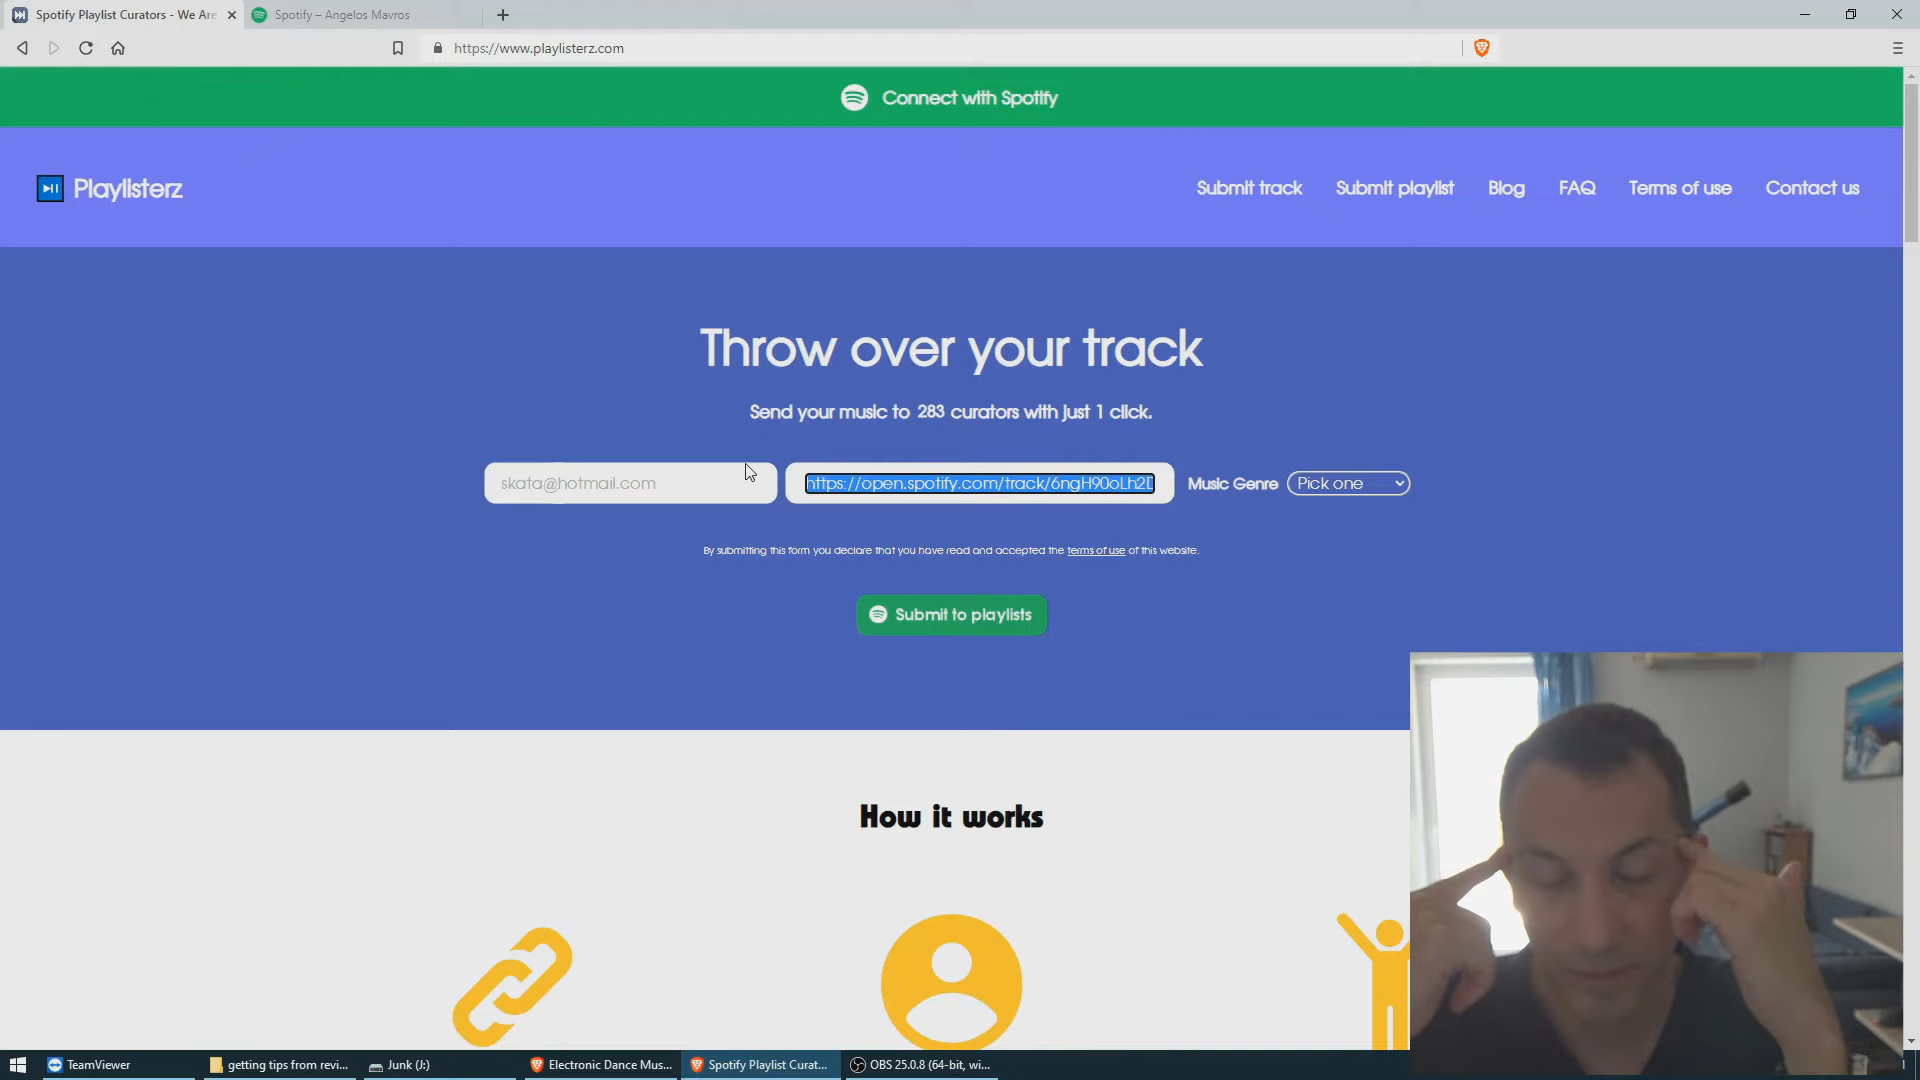 Spotify Playlist Curators - We Are
Spotify – Angelos Mavros
https://www.playlisterz.com
Connect with Spotify
Playlisterz
Submit track
Submit playlist
Blog
FAQ
Terms of use
Contact us
Throw over your track
Send your music to 283 curators with just 1 click.
skata@hotmail.com
https://open.spotify.com/track/6ngH90oLh2D
Music Genre
Pick one
By submitting this form you declare that you have read and accepted the terms of use of this website.
Submit to playlists
How it works
TeamViewer
getting tips from revi...
Junk (J:)
Electronic Dance Mus...
Spotify Playlist Curat...
OBS 25.0.8 (64-bit, wi...